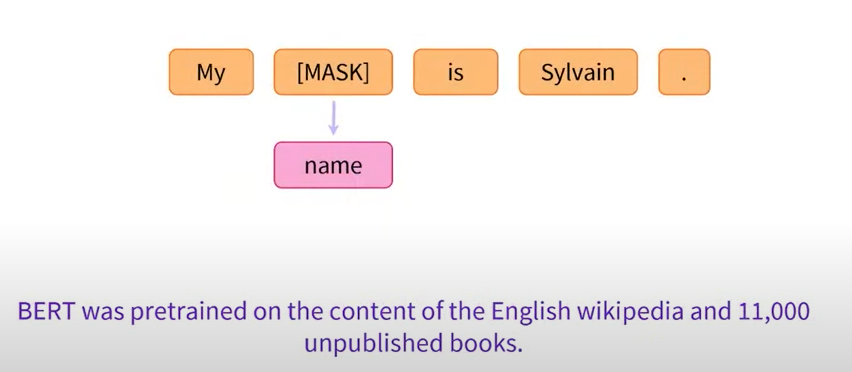 My [MASK] is Sylvain .
name
BERT was pretrained on the content of the English wikipedia and 11,000
unpublished books.